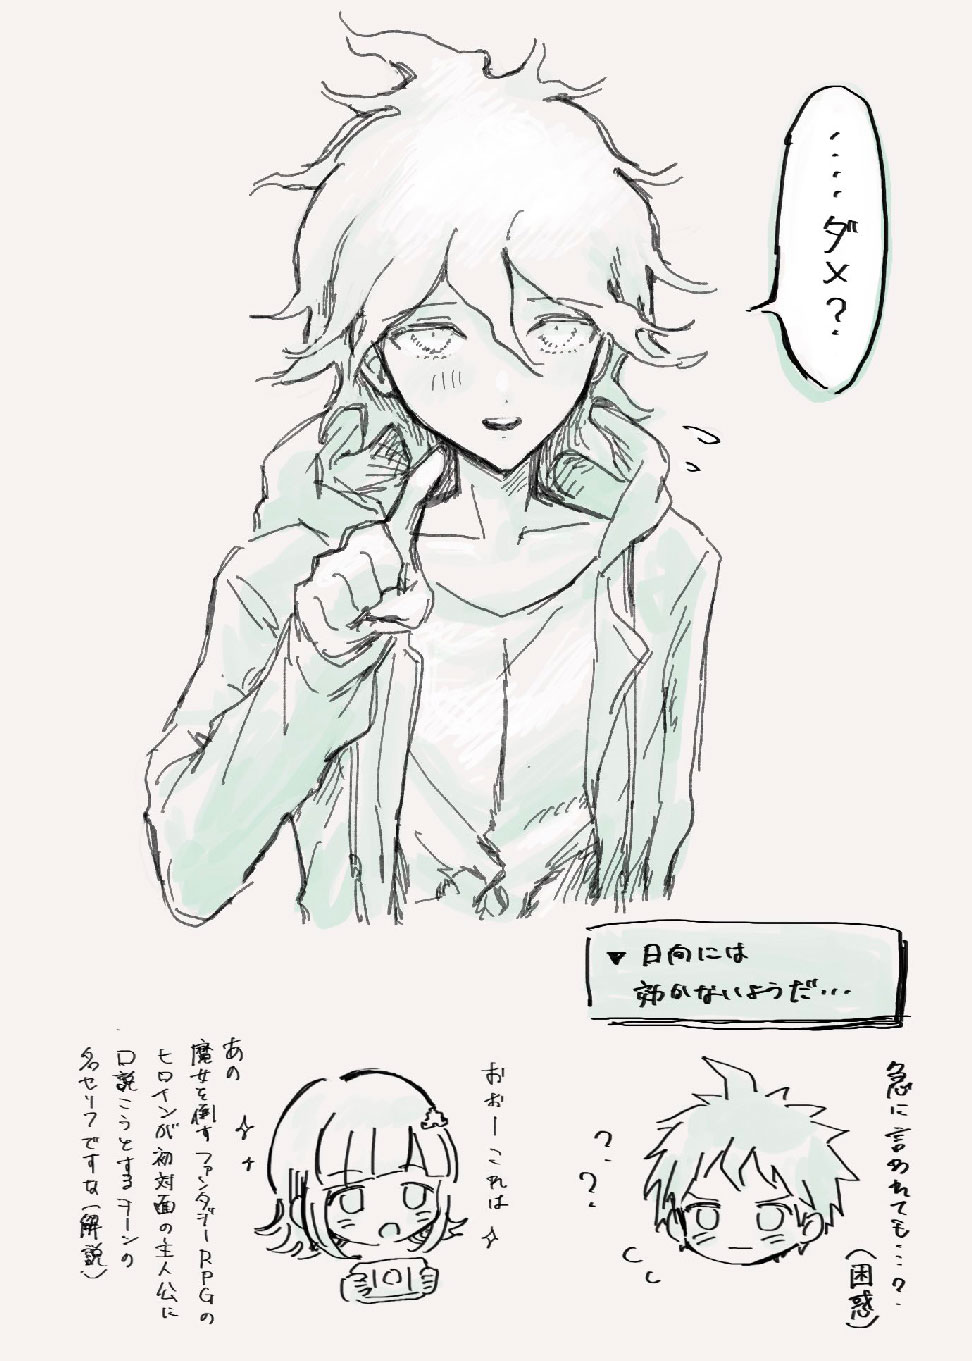 ....ダメ?
▼日向には
効かないようだ...
急に言われても...?
(困惑)
??
おおーこれは
あの
魔女を倒すファンタジーRPGの
ヒロインが初対面の主人公に
口説こうとするシーンの
名セリフですな(解説)